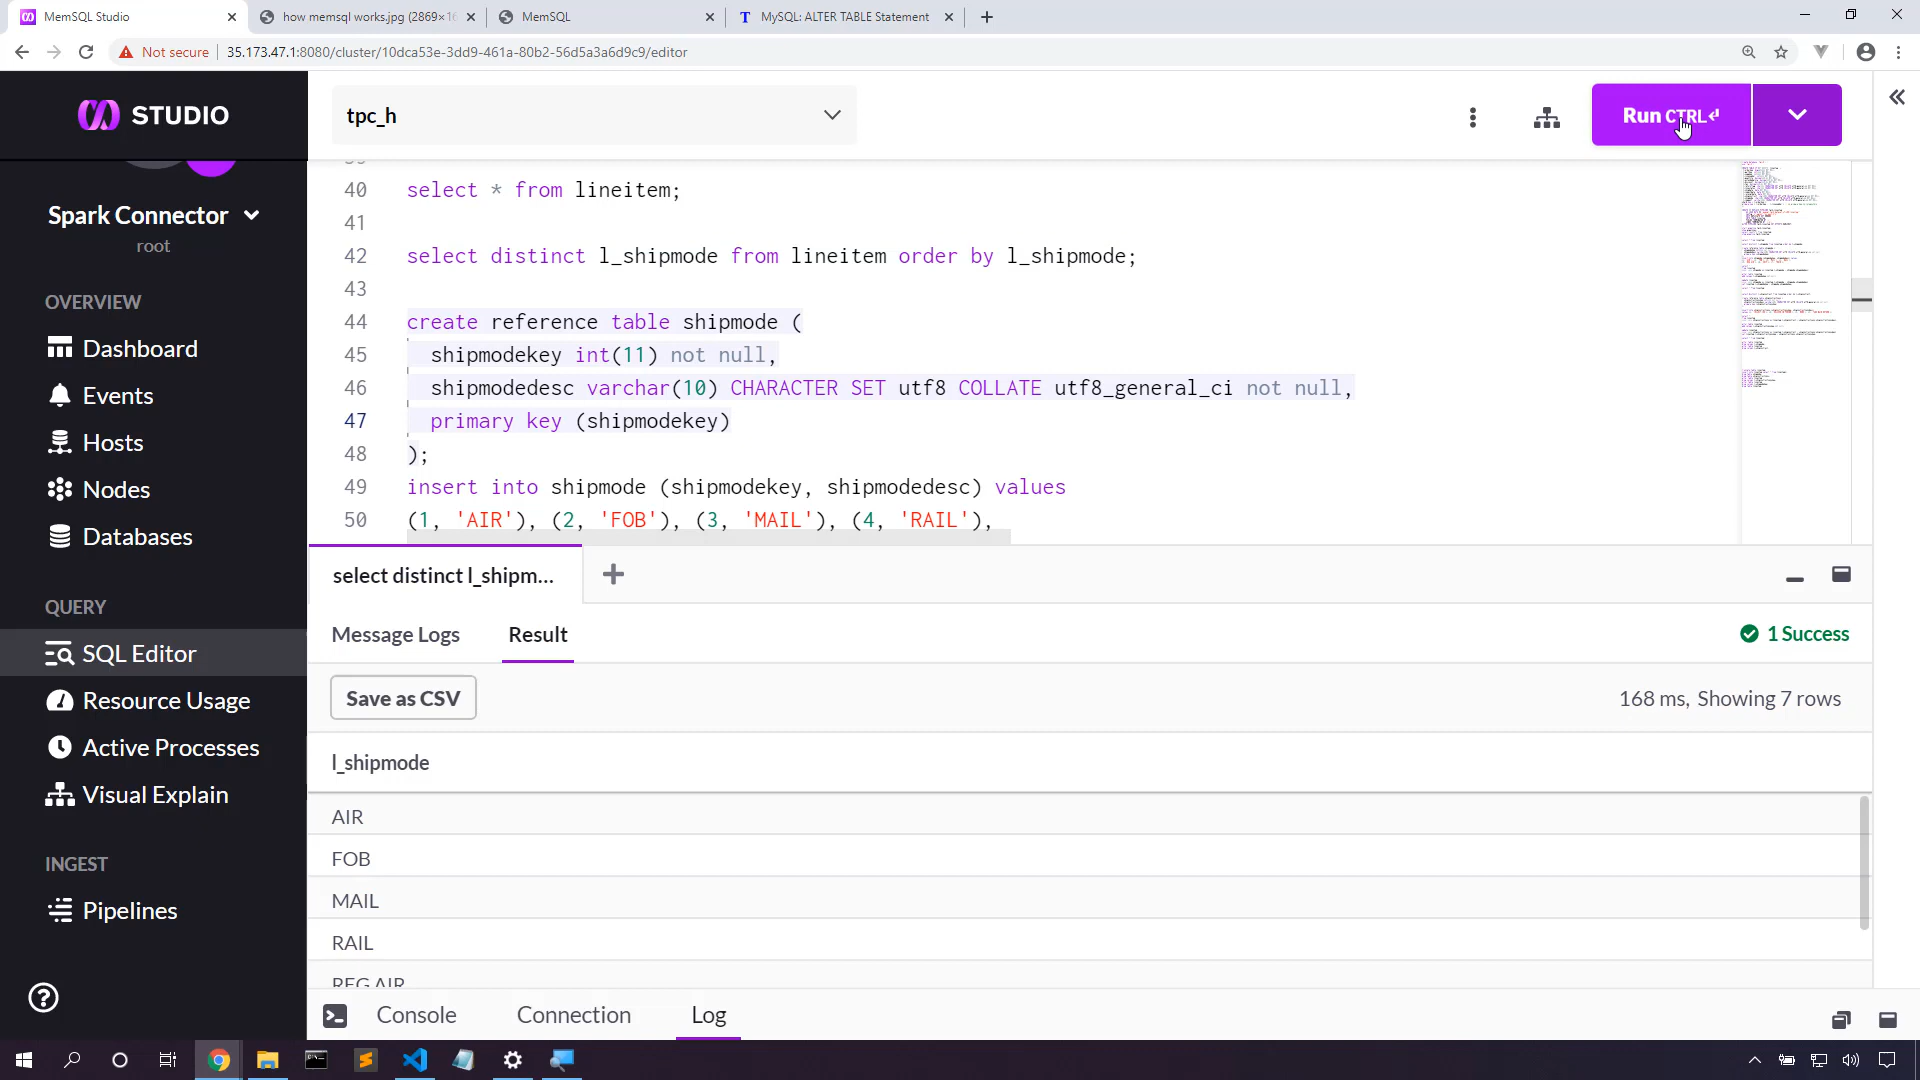 MemSQL Studio
how memsql works.jpg (2869×16
MemSQL
T MySQL: ALTER TABLE Statement
Not secure 35.173.47.1:8080/cluster/10dca53e-3dd9-461a-80b2-56d5a3a6d9c9/editor
STUDIO
tpc_h
Run CTRL↵
Spark Connector
root
OVERVIEW
Dashboard
Events
Hosts
Nodes
Databases
QUERY
SQL Editor
Resource Usage
Active Processes
Visual Explain
INGEST
Pipelines
40 select * from lineitem;
41
42 select distinct l_shipmode from lineitem order by l_shipmode;
43
44 create reference table shipmode (
45 shipmodekey int(11) not null,
46 shipmodedesc varchar(10) CHARACTER SET utf8 COLLATE utf8_general_ci not null,
47 primary key (shipmodekey)
48 );
49 insert into shipmode (shipmodekey, shipmodedesc) values
50 (1, 'AIR'), (2, 'FOB'), (3, 'MAIL'), (4, 'RAIL'),
select distinct l_shipm...
Message Logs Result
1 Success
Save as CSV
168 ms, Showing 7 rows
l_shipmode
AIR
FOB
MAIL
RAIL
REG AIR
Console Connection Log